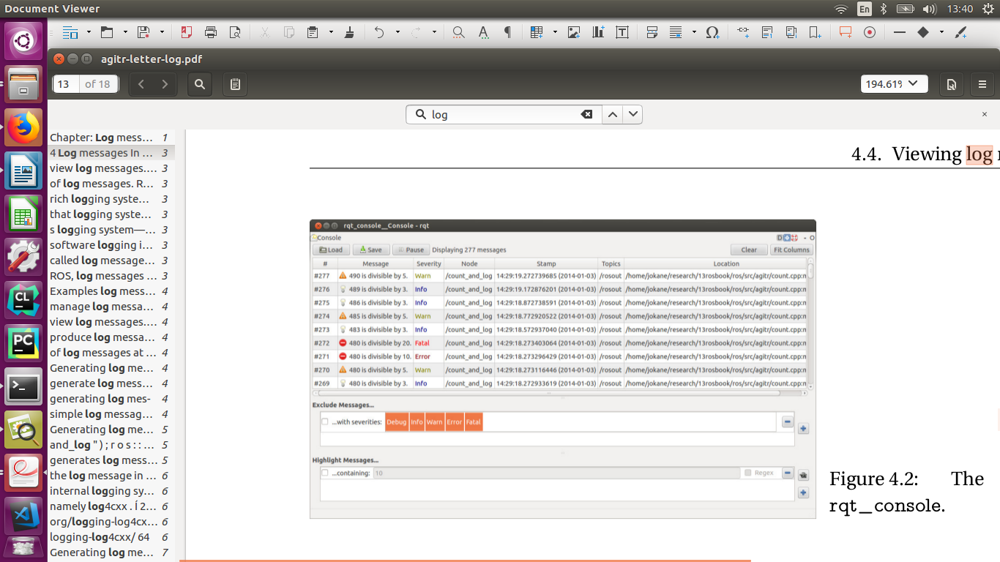 Document Viewer
En
13:40
agitr-letter-log.pdf
13 of 18
194.61%
log
Chapter: Log mess... 1
4 Log messages In ... 3
view log messages.... 3
of log messages. R... 3
rich logging syste... 3
that logging syste... 3
s logging system—... 3
software logging i... 3
called log message... 3
ROS, log messages ... 3
Examples log mess... 4
manage log messa... 4
view log messages.... 4
produce log messa... 4
of log messages at ... 4
Generating log me... 4
generate log mess... 4
generating log mes- 4
simple log messag... 4
Generating log me... 5
and_log " ) ; r o s : : ... 5
generates log mess... 5
the log message in ... 6
internal logging sy... 6
namely log4cxx . Í 2... 6
org/logging-log4cx... 6
logging-log4cxx/ 64 6
Generating log me... 7
4.4. Viewing log
rqt_console__Console - rqt
Console
D
- O
Load Save Pause Displaying 277 messages Clear Fit Columns
# Message Severity Node Stamp Topics Location
#277 490 is divisible by 5. Warn /count_and_log 14:29:19.272739685 (2014-01-03) /rosout /home/jokane/research/13rosbook/ros/src/agitr/count.cpp:m
#276 489 is divisible by 3. Info /count_and_log 14:29:19.172876201 (2014-01-03) /rosout /home/jokane/research/13rosbook/ros/src/agitr/count.cpp:m
#275 486 is divisible by 3. Info /count_and_log 14:29:18.872738591 (2014-01-03) /rosout /home/jokane/research/13rosbook/ros/src/agitr/count.cpp:m
#274 485 is divisible by 5. Warn /count_and_log 14:29:18.772920522 (2014-01-03) /rosout /home/jokane/research/13rosbook/ros/src/agitr/count.cpp:m
#273 483 is divisible by 3. Info /count_and_log 14:29:18.572937040 (2014-01-03) /rosout /home/jokane/research/13rosbook/ros/src/agitr/count.cpp:m
#272 480 is divisible by 20. Fatal /count_and_log 14:29:18.273403064 (2014-01-03) /rosout /home/jokane/research/13rosbook/ros/src/agitr/count.cpp:m
#271 480 is divisible by 10. Error /count_and_log 14:29:18.273296429 (2014-01-03) /rosout /home/jokane/research/13rosbook/ros/src/agitr/count.cpp:m
#270 480 is divisible by 5. Warn /count_and_log 14:29:18.273116446 (2014-01-03) /rosout /home/jokane/research/13rosbook/ros/src/agitr/count.cpp:m
#269 480 is divisible by 3. Info /count_and_log 14:29:18.272933619 (2014-01-03) /rosout /home/jokane/research/13rosbook/ros/src/agitr/count.cpp:m
Exclude Messages...
...with severities: Debug Info Warn Error Fatal
Highlight Messages...
...containing: 10 Regex
Figure 4.2: The
rqt_console.
CL
PC